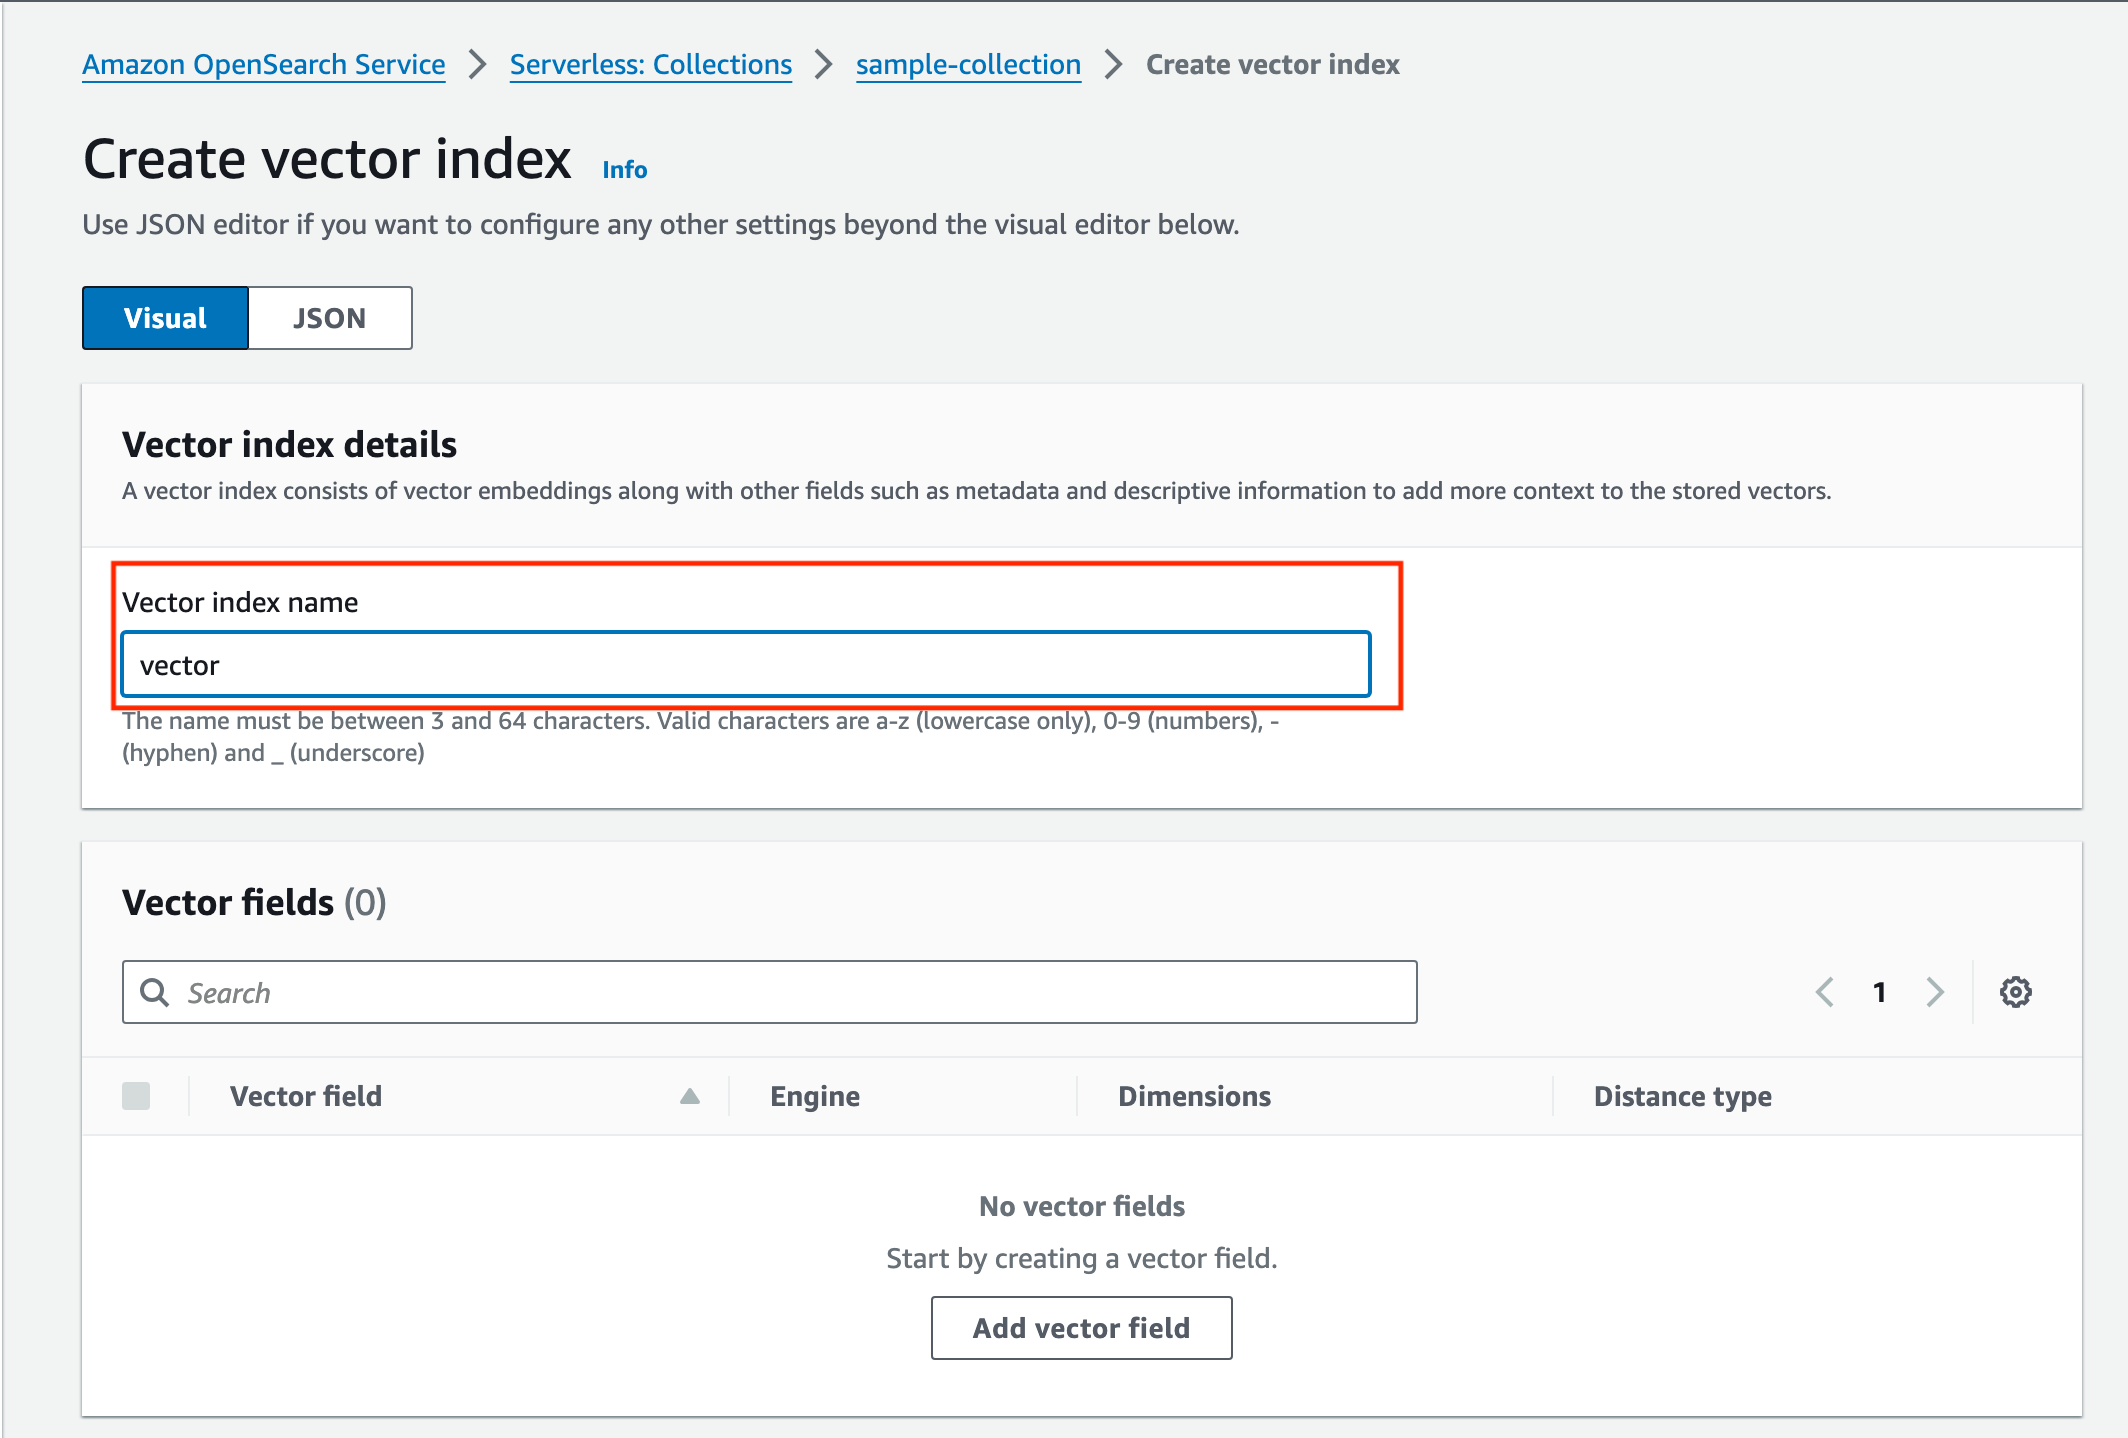 Amazon OpenSearch Service > Serverless: Collections > sample-collection > Create vector index
Create vector index Info
Use JSON editor if you want to configure any other settings beyond the visual editor below.
Visual JSON
Vector index details
A vector index consists of vector embeddings along with other fields such as metadata and descriptive information to add more context to the stored vectors.
Vector index name
vector
The name must be between 3 and 64 characters. Valid characters are a-z (lowercase only), 0-9 (numbers), -
(hyphen) and _ (underscore)
Vector fields (0)
Search 1
Vector field Engine Dimensions Distance type
No vector fields
Start by creating a vector field.
Add vector field